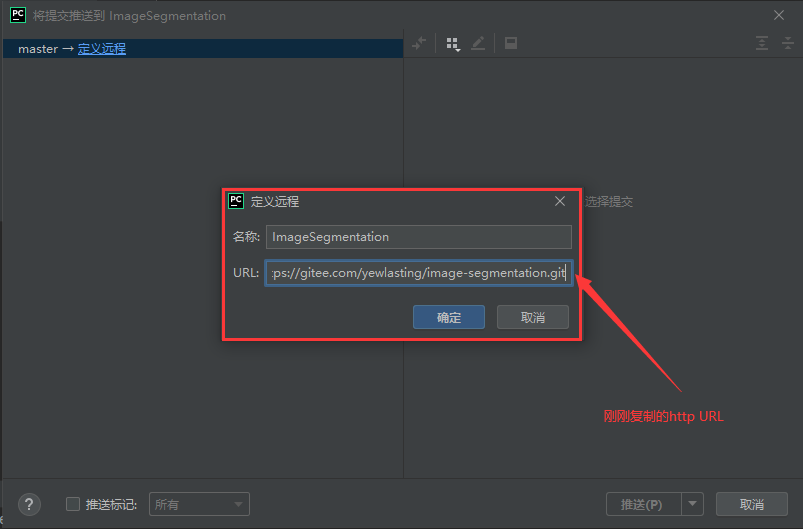 PC 将提交推送到 ImageSegmentation
master → 定义远程
PC 定义远程
选择提交
名称: ImageSegmentation
URL: ps://gitee.com/yewlasting/image-segmentation.git
确定 取消
刚刚复制的http URL
? 推送标记: 所有 推送(P) 取消